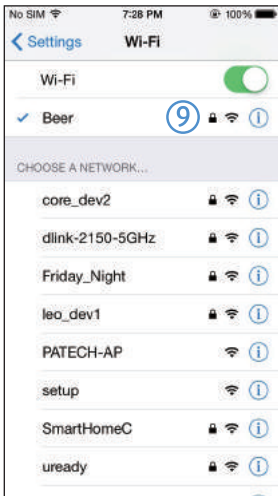 No SIM 7:28 PM 100%
Settings Wi-Fi
Wi-Fi
Beer 9
CHOOSE A NETWORK...
core_dev2
dlink-2150-5GHz
Friday_Night
leo_dev1
PATECH-AP
setup
SmartHomeC
uready